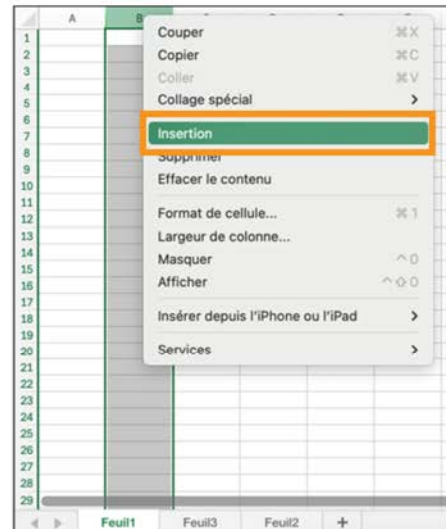 A B
1
2
3
4
5
6
7
8
9
10
11
12
13
14
15
16
17
18
19
20
21
22
23
24
25
26
27
28
29
Couper ⌘X
Copier ⌘C
Coller ⌘V
Collage spécial >
Insertion
Supprimer
Effacer le contenu
Format de cellule... ⌘1
Largeur de colonne...
Masquer ^0
Afficher ^⇧0
Insérer depuis l'iPhone ou l'iPad >
Services >
Feuil1 Feuil3 Feuil2 +